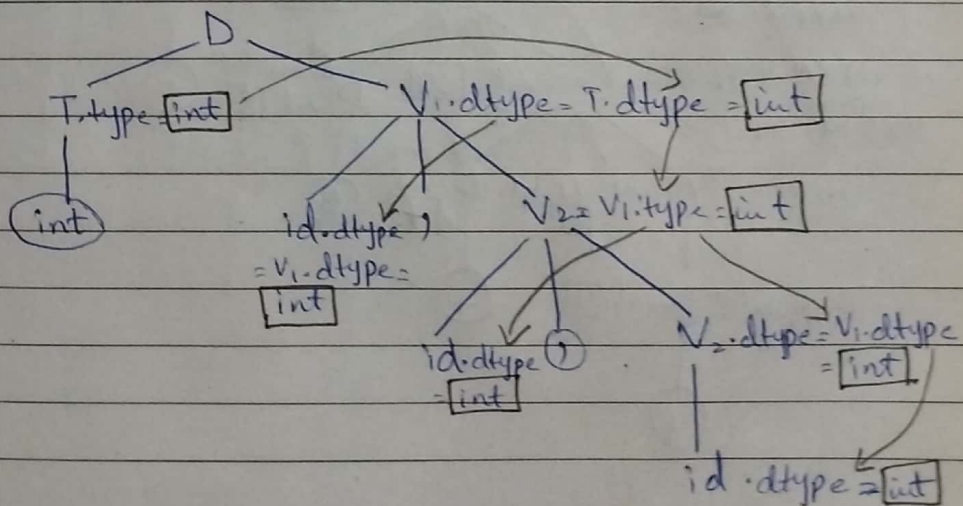 D
T.type=int V1.dtype = T.dtype = int
int id.dtype , V2= V1.type= int
= V1.dtype =
int
id.dtype , V2.dtype= V1.dtype
= int = int
id .dtype = int